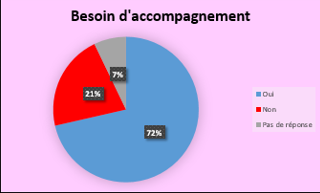 Besoin d'accompagnement
7%
21%
72%
Oui
Non
Pas de réponse